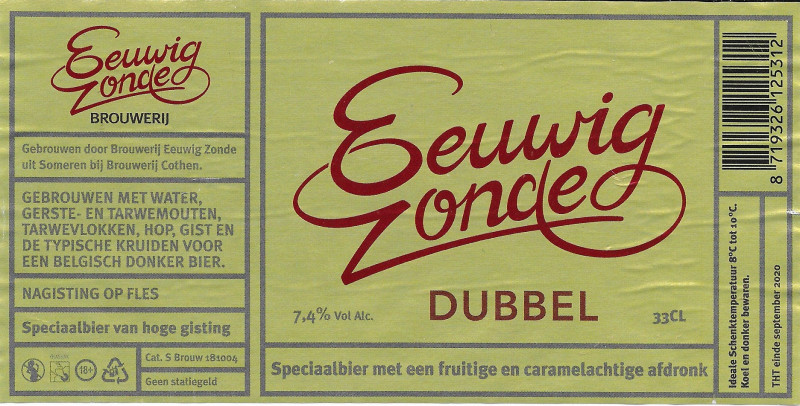 Eeuwig
Zonde
BROUWERIJ
Gebrouwen door Brouwerij Eeuwig Zonde
uit Someren bij Brouwerij Cothen.
GEBROUWEN MET WATER,
GERSTE- EN TARWEMOUTEN,
TARWEVLOKKEN, HOP, GIST EN
DE TYPISCHE KRUIDEN VOOR
EEN BELGISCH DONKER BIER.
NAGISTING OP FLES
Speciaalbier van hoge gisting
18+
Cat. S Brouw 181004
Geen statiegeld
Eeuwig
Zonde
DUBBEL
7,4% Vol Alc.
33CL
Speciaalbier met een fruitige en caramelachtige afdronk
8 719326 125312
Ideale Schenktemperatuur 8°C tot 10°C.
Koel en donker bewaren.
THT einde september 2020